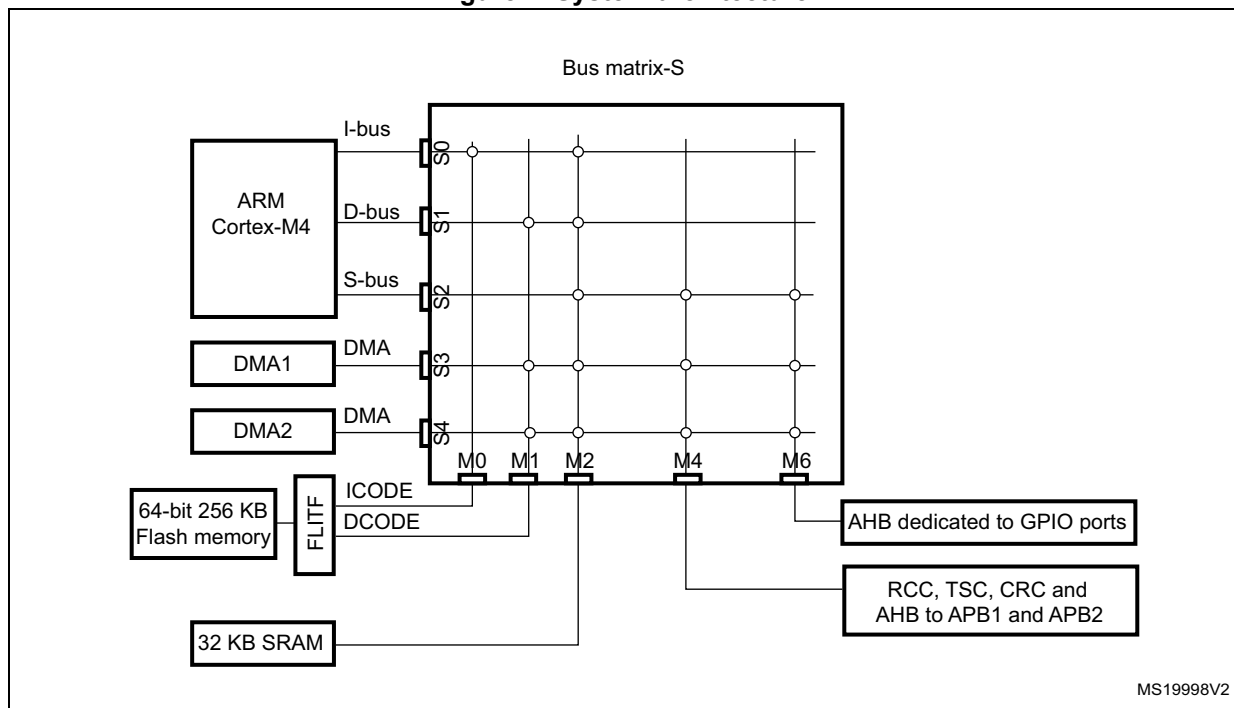 Bus matrix-S
I-bus
S0
ARM
Cortex-M4
D-bus
S1
S-bus
S2
DMA1
DMA
S3
DMA2
DMA
S4
M0 M1 M2 M4 M6
64-bit 256 KB
Flash memory
FLITF
ICODE
DCODE
AHB dedicated to GPIO ports
RCC, TSC, CRC and
AHB to APB1 and APB2
32 KB SRAM
MS19998V2